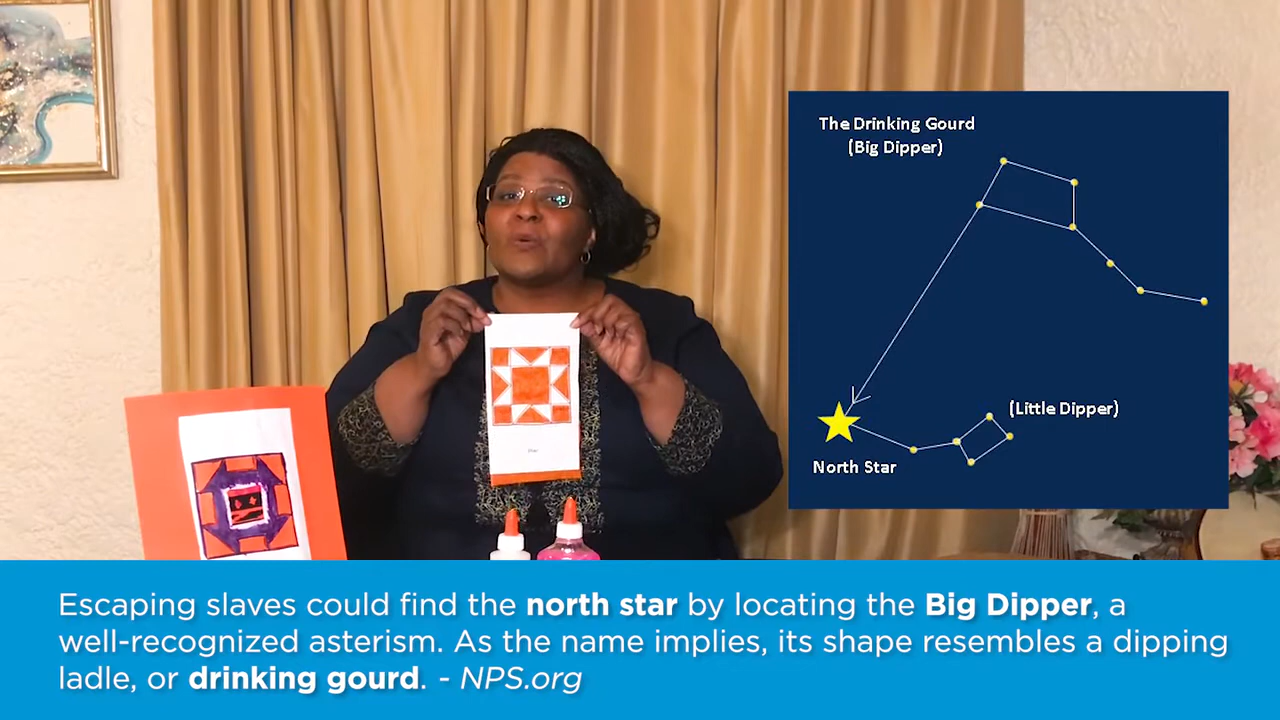 The Drinking Gourd
(Big Dipper)
(Little Dipper)
North Star
Escaping slaves could find the north star by locating the Big Dipper, a
well-recognized asterism. As the name implies, its shape resembles a dipping
ladle, or drinking gourd. - NPS.org